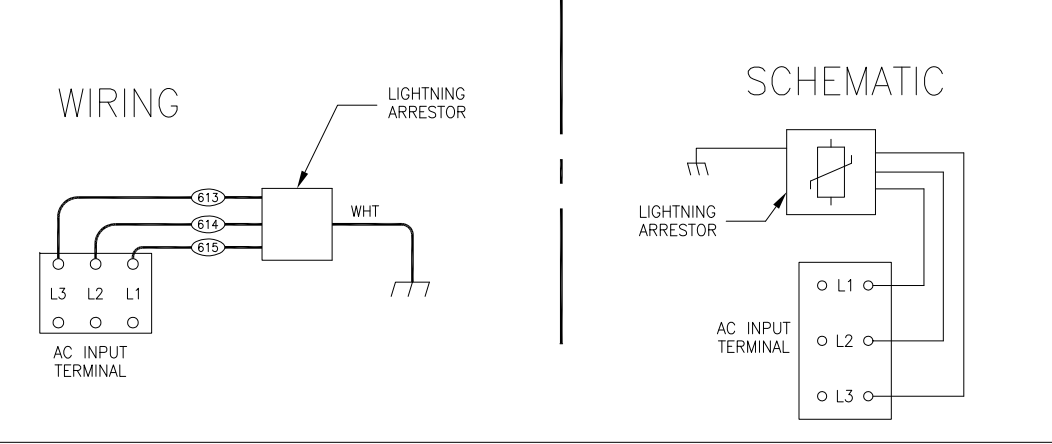 WIRING
LIGHTNING
ARRESTOR
613
614
615
WHT
L3 L2 L1
AC INPUT
TERMINAL
SCHEMATIC
LIGHTNING
ARRESTOR
L1
AC INPUT
TERMINAL
L2
L3